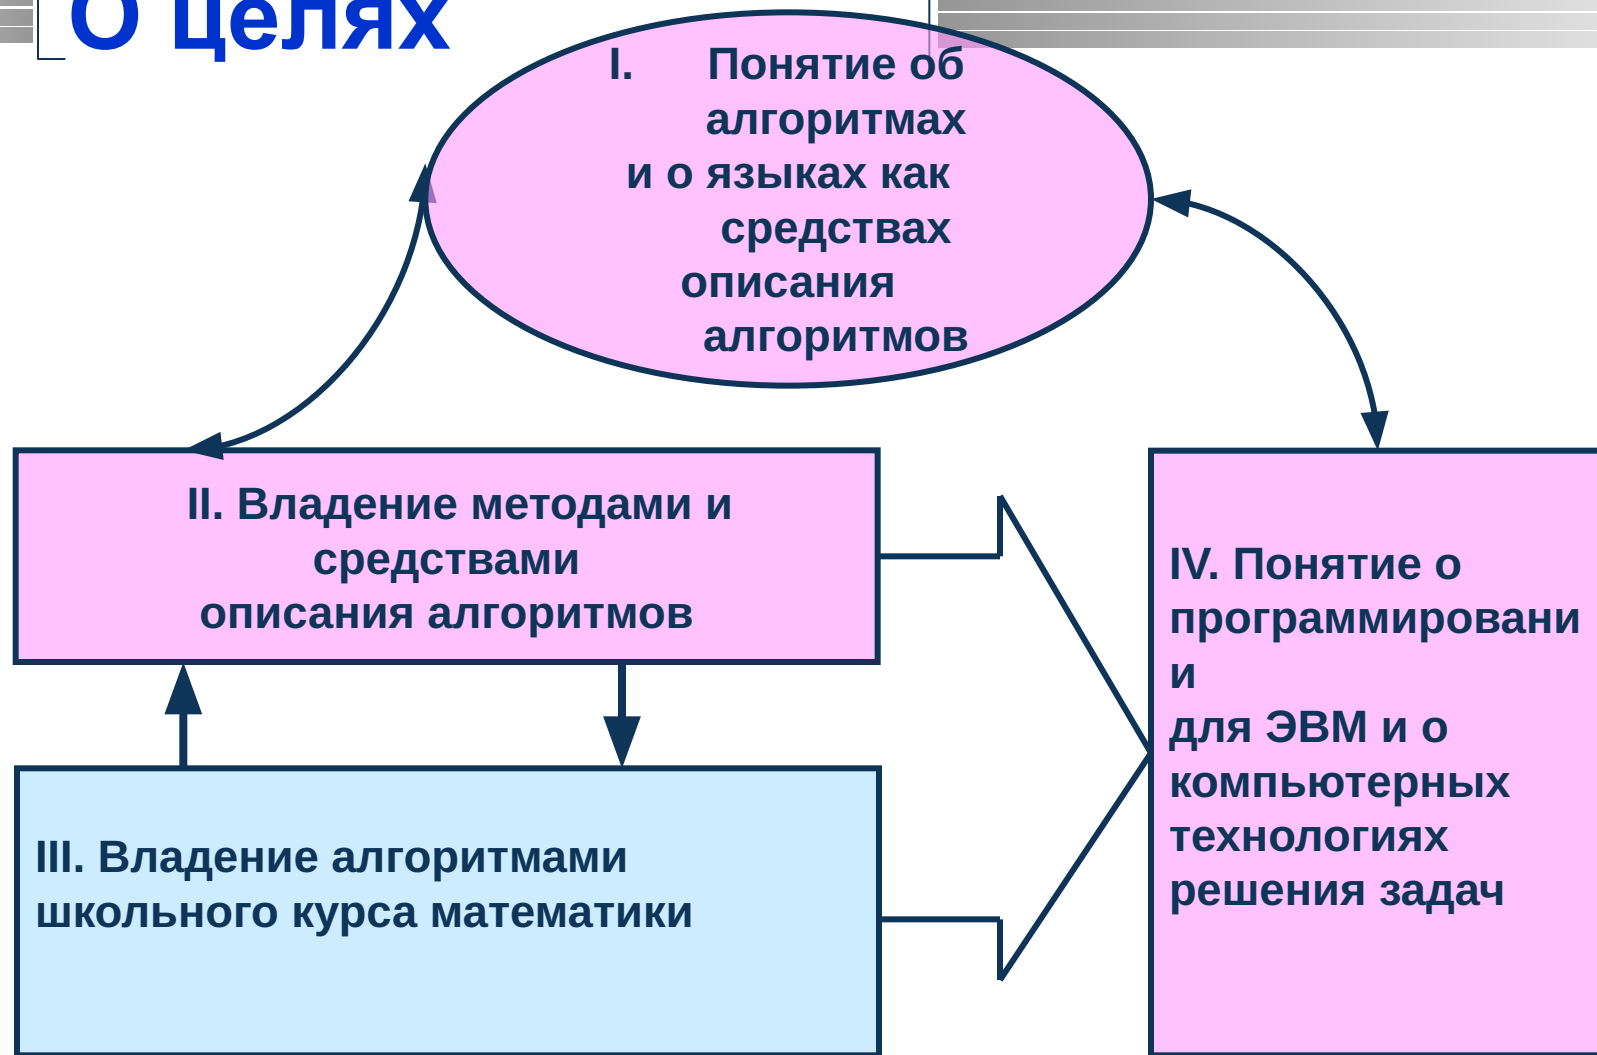 О целях
I. Понятие об
алгоритмах
и о языках как
средствах
описания
алгоритмов
II. Владение методами и
средствами
описания алгоритмов
III. Владение алгоритмами
школьного курса математики
IV. Понятие о
программировани
и
для ЭВМ и о
компьютерных
технологиях
решения задач